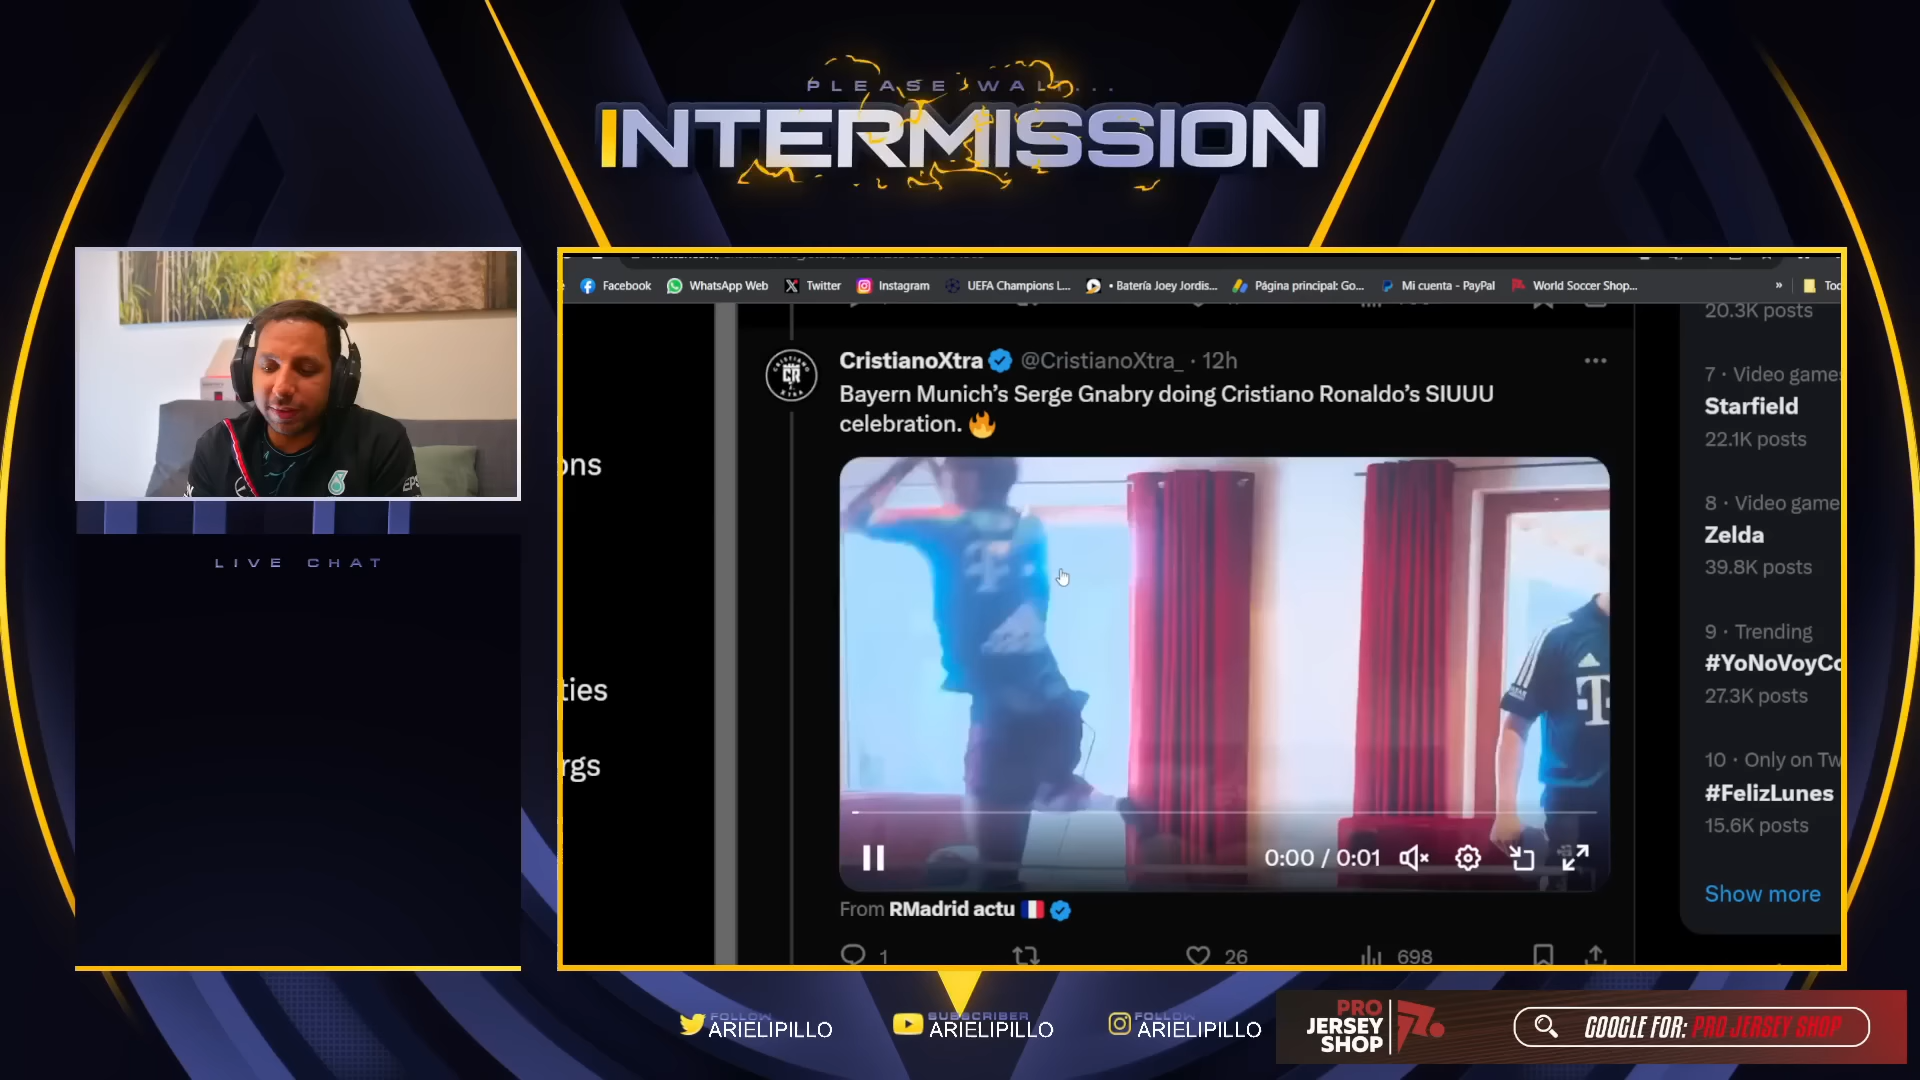 PLEASE WAIT...
INTERMISSION
Facebook
WhatsApp Web
Twitter
Instagram
UEFA Champions L...
• Batería Joey Jordis...
Página principal: Go...
Mi cuenta - PayPal
World Soccer Shop...
»
20.3K posts
CristianoXtra @CristianoXtra_ · 12h
Bayern Munich’s Serge Gnabry doing Cristiano Ronaldo’s SIUUU
celebration. 🔥
0:00 / 0:01
From RMadrid actu
1
26
698
7 · Video games
Starfield
22.1K posts
8 · Video game
Zelda
39.8K posts
9 · Trending
#YoNoVoyCo
27.3K posts
10 · Only on Tw
#FelizLunes
15.6K posts
Show more
ons
ties
rgs
LIVE CHAT
FOLLOW
ARIELIPILLO
SUBSCRIBER
ARIELIPILLO
FOLLOW
ARIELIPILLO
PRO
JERSEY
SHOP
GOOGLE FOR: PRO JERSEY SHOP